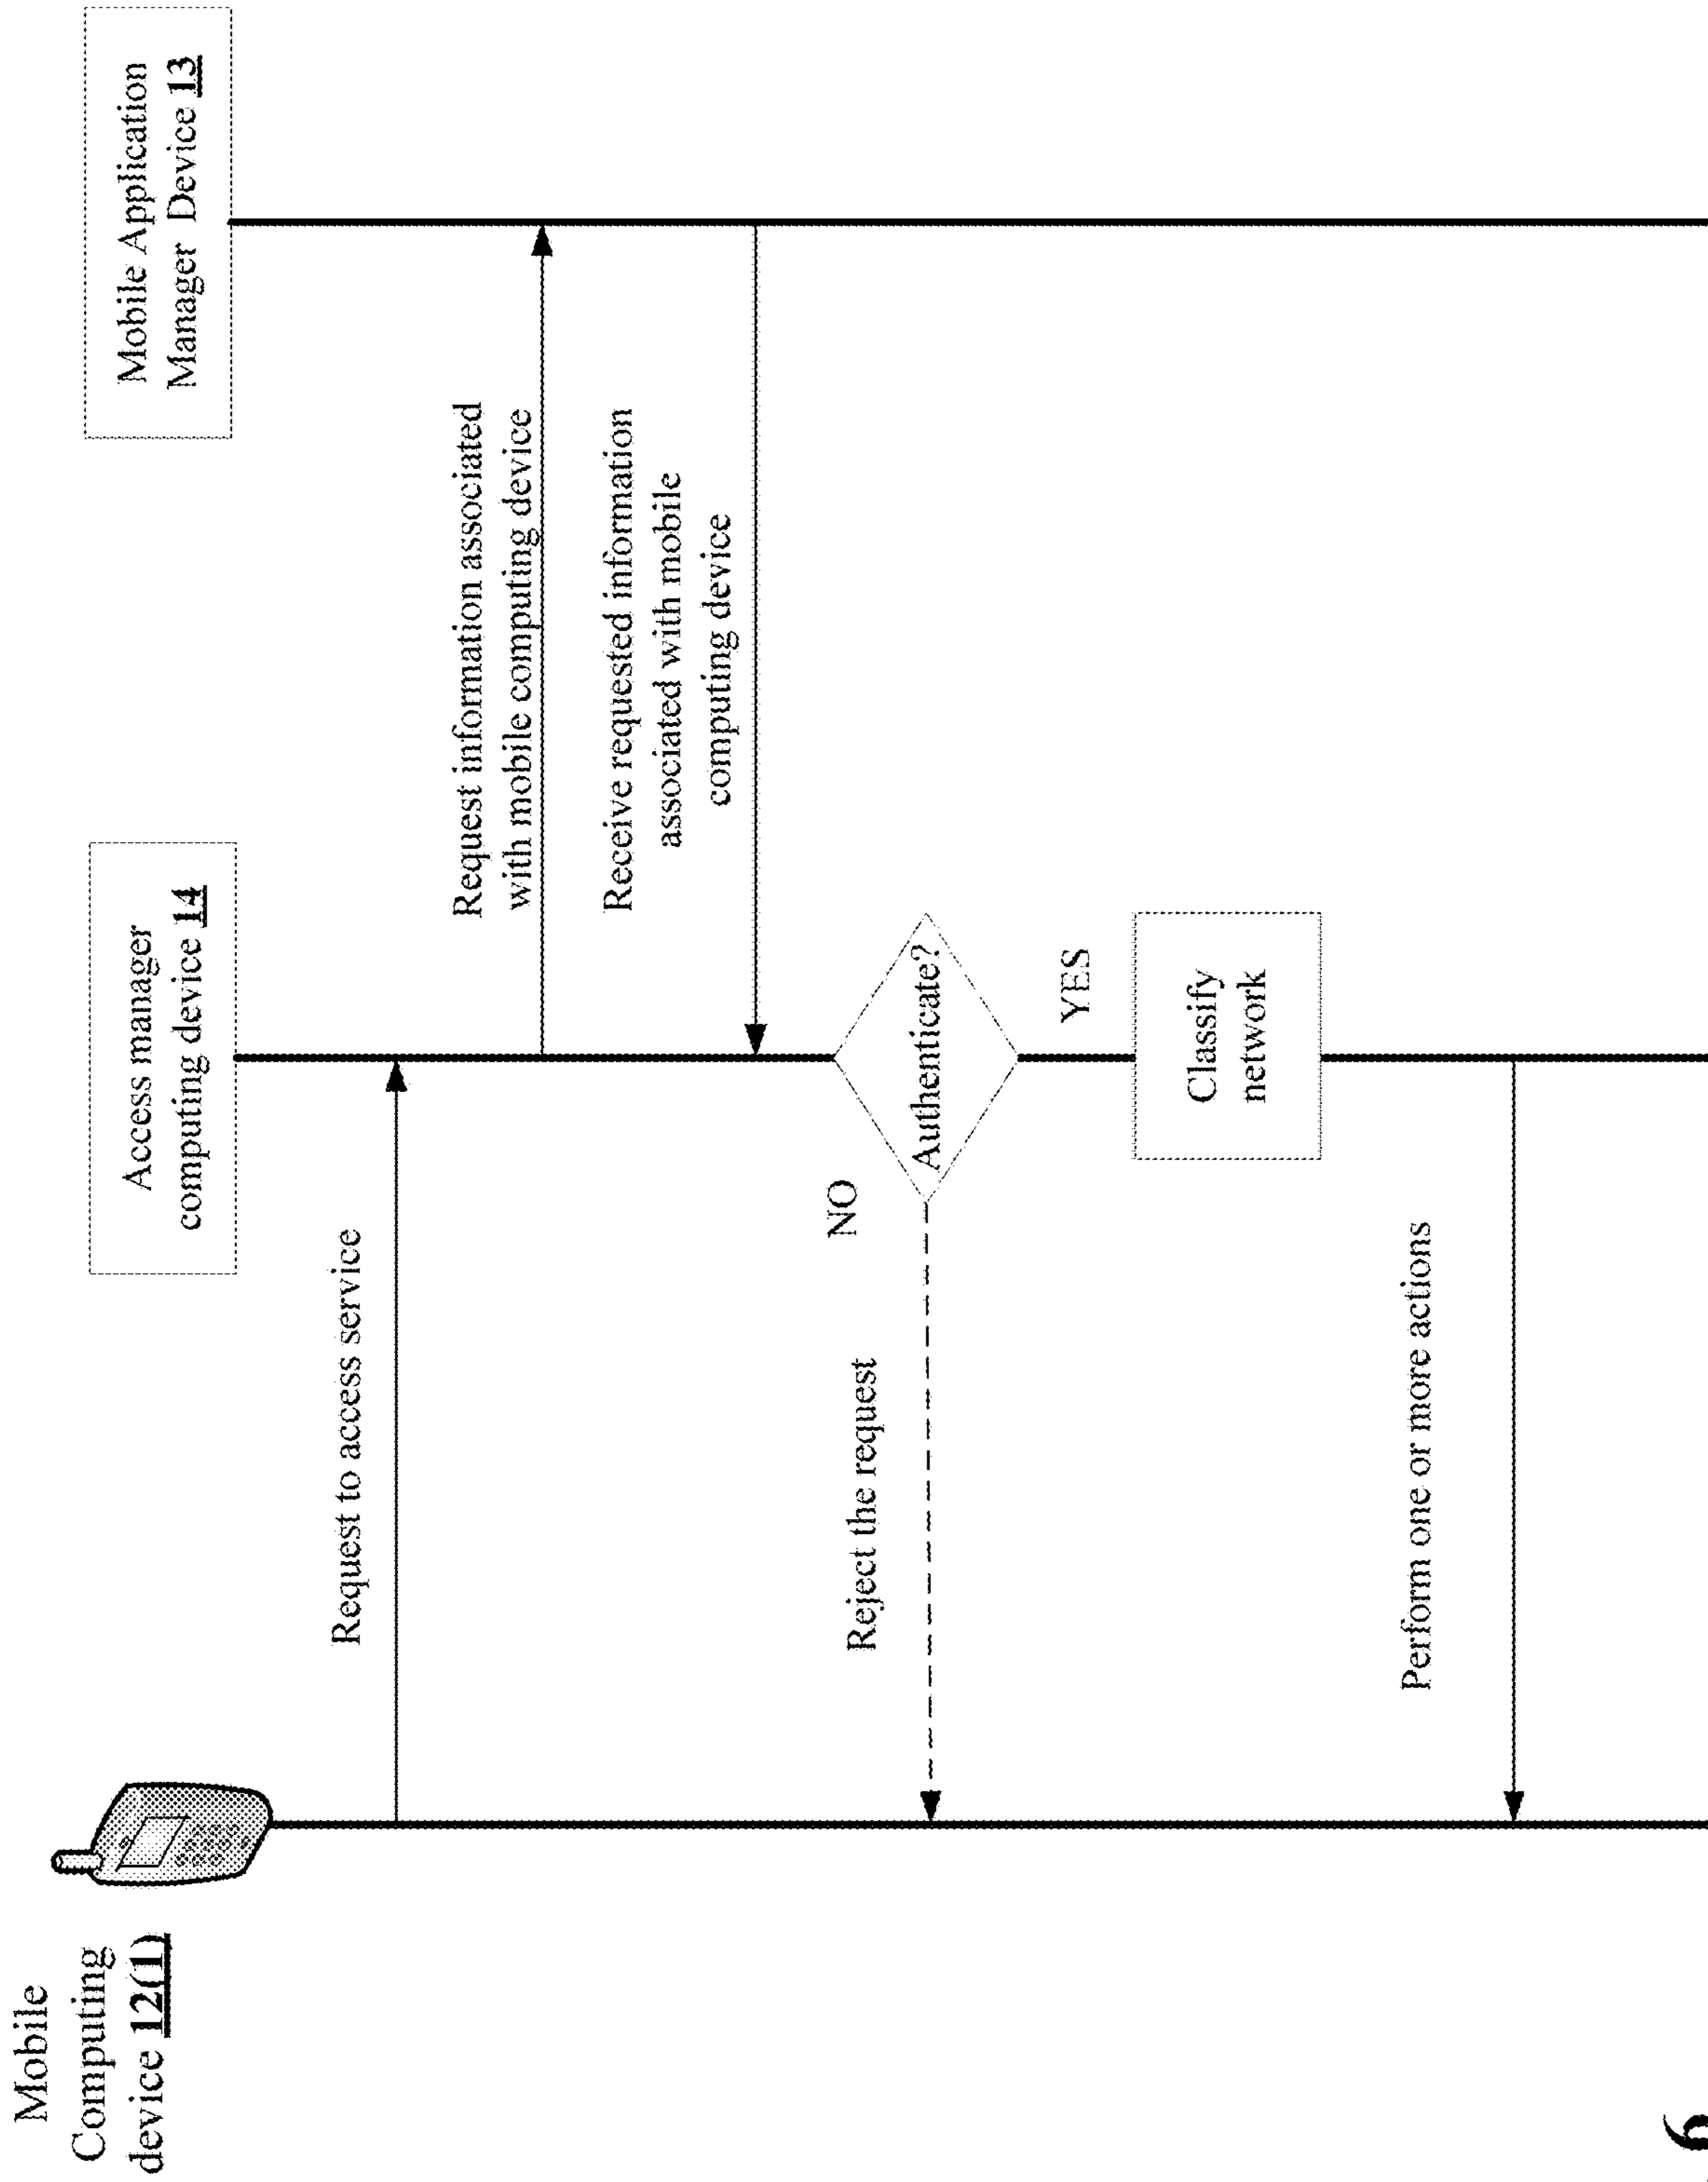 Mobile
Computing
device 12(1)
Access manager
computing device 14
Mobile Application
Manager Device 13
Request to access service
Request information associated
with mobile computing device
Receive requested information
associated with mobile
computing device
NO
Reject the request
Authenticate?
YES
Classify
network
Perform one or more actions